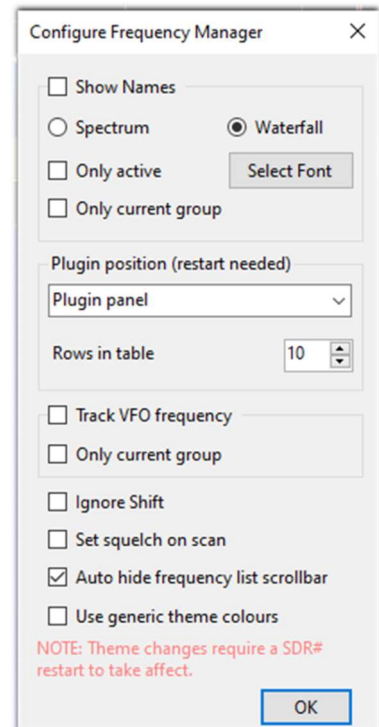 Configure Frequency Manager
Show Names
Spectrum Waterfall
Only active Select Font
Only current group
Plugin position (restart needed)
Plugin panel
Rows in table 10
Track VFO frequency
Only current group
Ignore Shift
Set squelch on scan
Auto hide frequency list scrollbar
Use generic theme colours
NOTE: Theme changes require a SDR#
restart to take affect.
OK